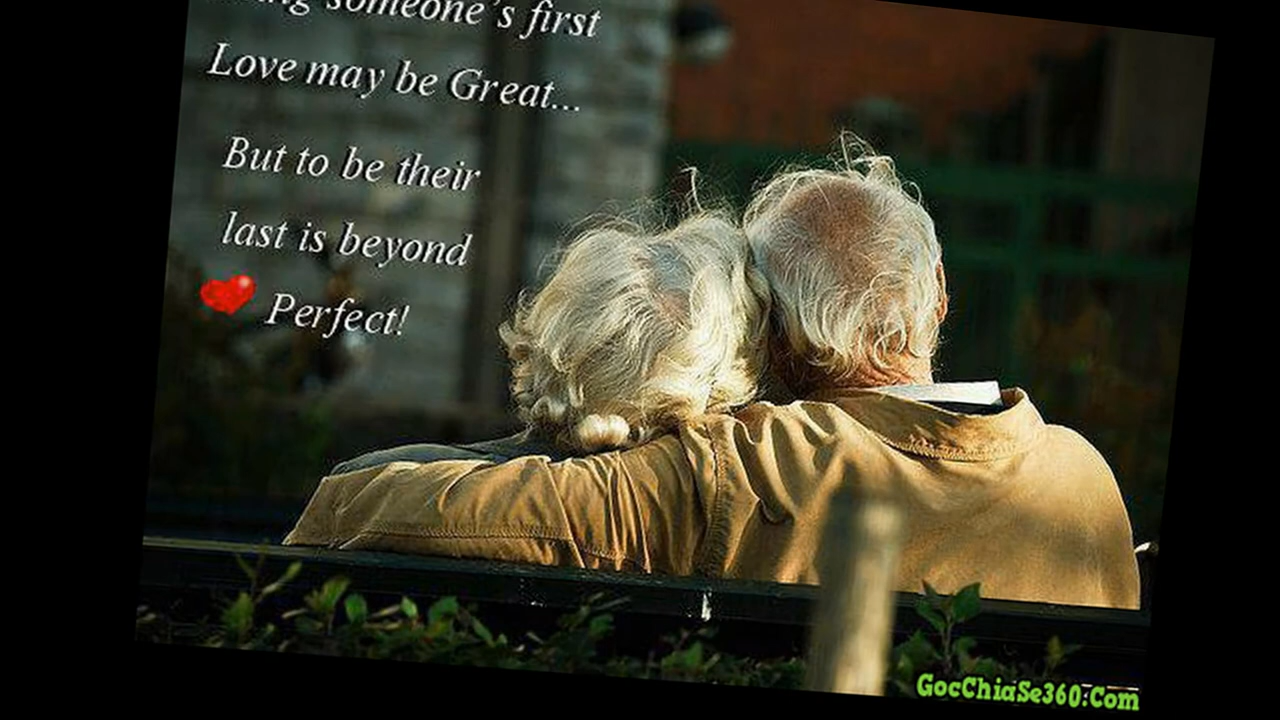 someone's first
Love may be Great...
But to be their
last is beyond
Perfect!
GocChiaSe360.Com